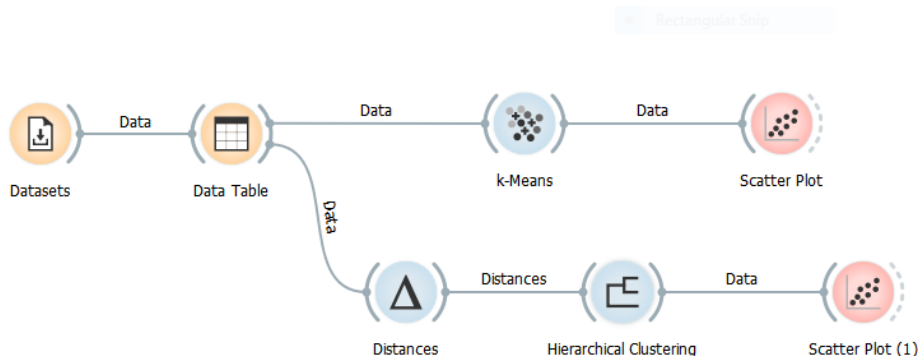 Rectangular Snip
Data
Data
Data
Datasets
Data Table
k-Means
Scatter Plot
Data
Distances
Data
Distances
Hierarchical Clustering
Scatter Plot (1)